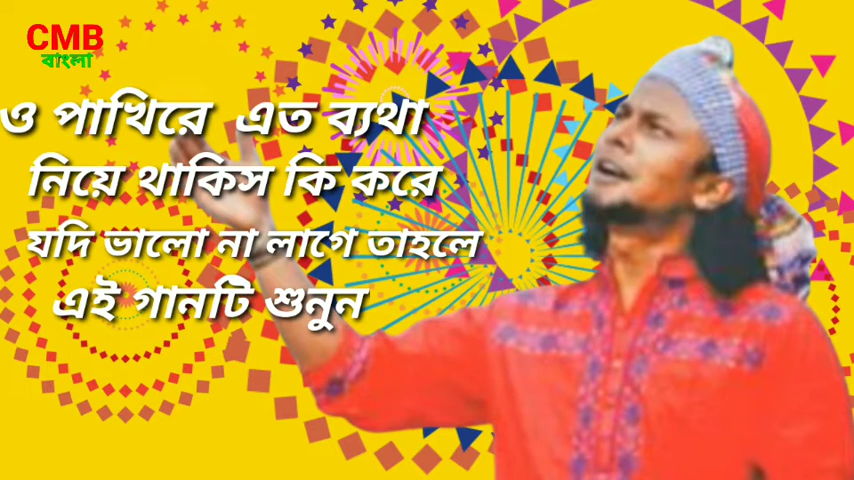 CMB
বাংলা
ও পাখিরে এত ব্যথা
নিয়ে থাকিস কি করে
যদি ভালো না লাগে তাহলে
এই গানটি শুনুন